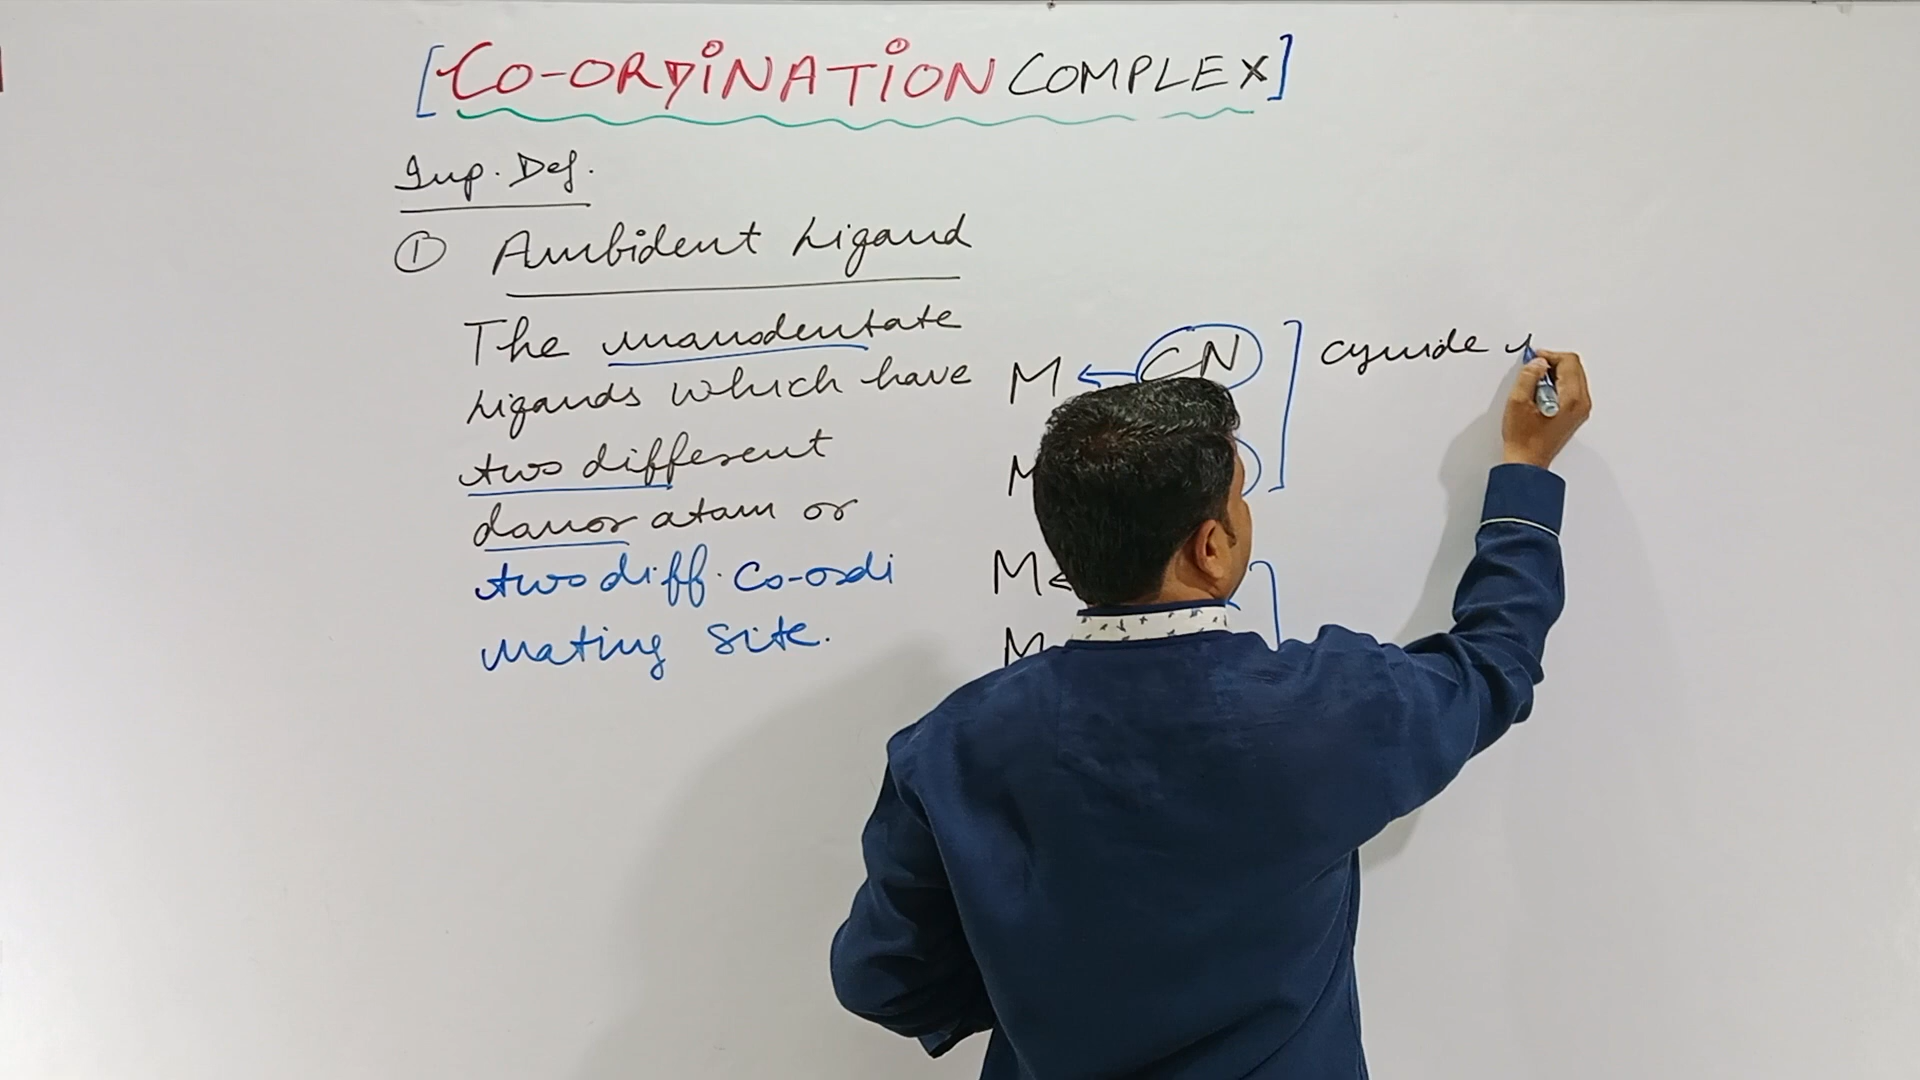 [CO-ORDINATION COMPLEX]
Imp. Def.
① Ambident Ligand
The monodentate
Ligands which have
two different
donor atom or
two diff. Co-ordi
nating site.
M ← CN
M
M ←
M
cynide